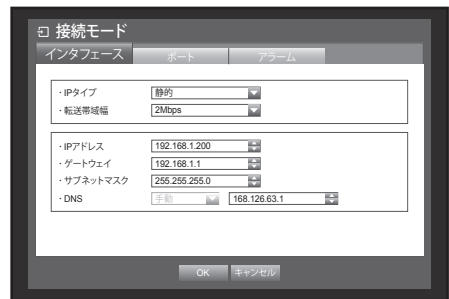 接続モード
インタフェース ポート アラーム
・IPタイプ 静的
・転送帯域幅 2Mbps
・IPアドレス 192.168.1.200
・ゲートウェイ 192.168.1.1
・サブネットマスク 255.255.255.0
・DNS 手動 168.126.63.1
OK キャンセル